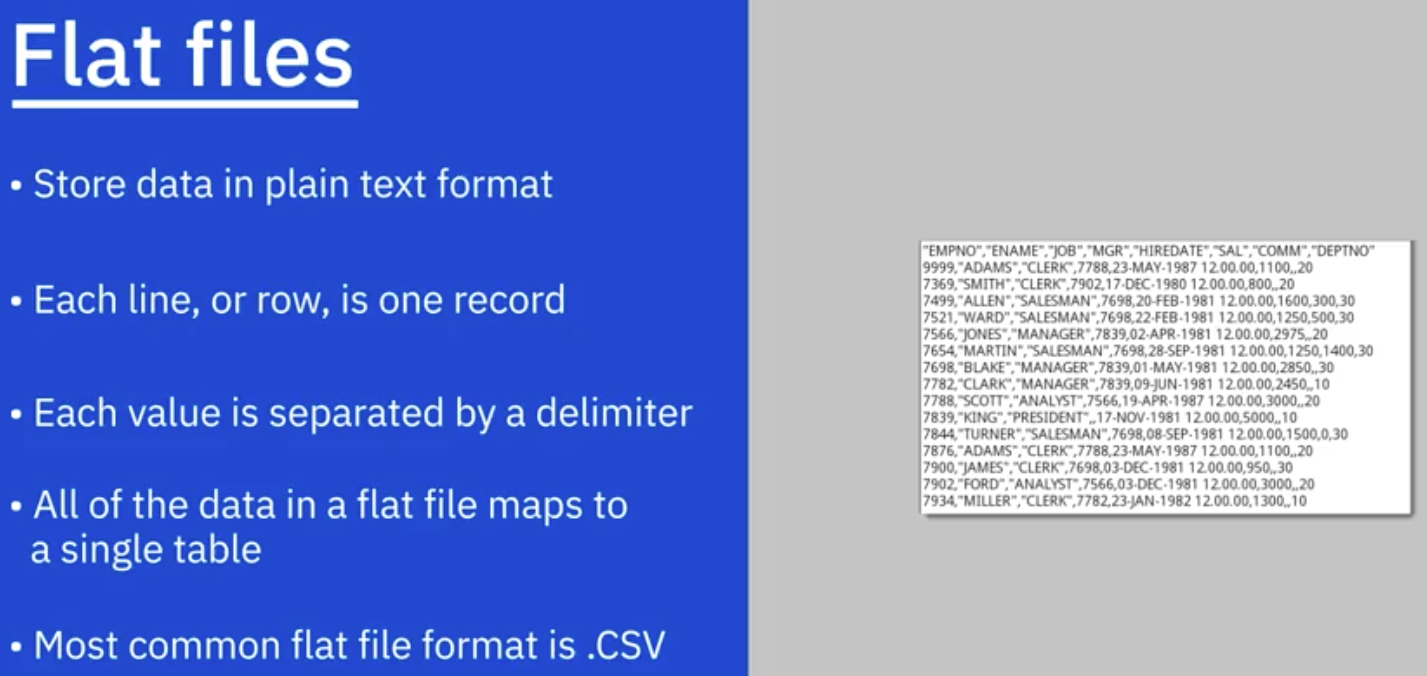 Flat files
• Store data in plain text format
• Each line, or row, is one record
• Each value is separated by a delimiter
• All of the data in a flat file maps to
a single table
• Most common flat file format is .CSV
"EMPNO","ENAME","JOB","MGR","HIREDATE","SAL","COMM","DEPTNO"
9999,"ADAMS","CLERK",7788,23-MAY-1987 12.00.00,1100,,20
7369,"SMITH","CLERK",7902,17-DEC-1980 12.00.00,800,,20
7499,"ALLEN","SALESMAN",7698,20-FEB-1981 12.00.00,1600,300,30
7521,"WARD","SALESMAN",7698,22-FEB-1981 12.00.00,1250,500,30
7566,"JONES","MANAGER",7839,02-APR-1981 12.00.00,2975,,20
7654,"MARTIN","SALESMAN",7698,28-SEP-1981 12.00.00,1250,1400,30
7698,"BLAKE","MANAGER",7839,01-MAY-1981 12.00.00,2850,,30
7782,"CLARK","MANAGER",7839,09-JUN-1981 12.00.00,2450,,10
7788,"SCOTT","ANALYST",7566,19-APR-1987 12.00.00,3000,,20
7839,"KING","PRESIDENT",,17-NOV-1981 12.00.00,5000,,10
7844,"TURNER","SALESMAN",7698,08-SEP-1981 12.00.00,1500,0,30
7876,"ADAMS","CLERK",7788,23-MAY-1987 12.00.00,1100,,20
7900,"JAMES","CLERK",7698,03-DEC-1981 12.00.00,950,,30
7902,"FORD","ANALYST",7566,03-DEC-1981 12.00.00,3000,,20
7934,"MILLER","CLERK",7782,23-JAN-1982 12.00.00,1300,,10